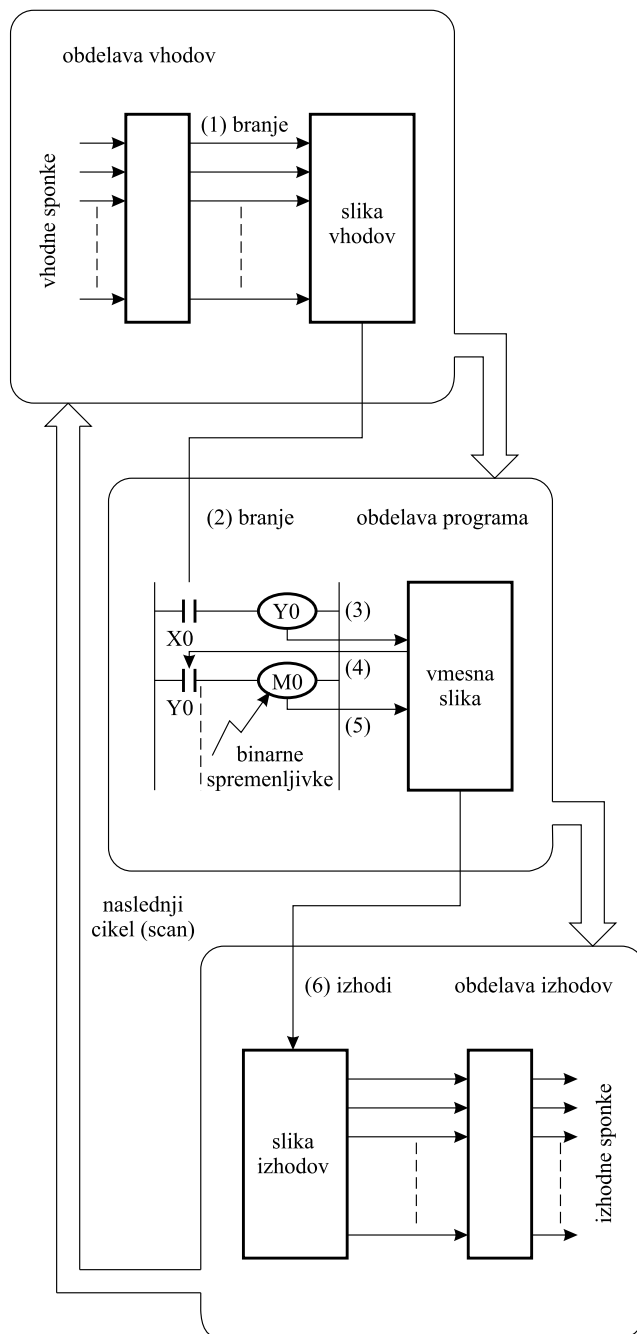 obdelava vhodov
(1) branje
vhodne sponke
slika
vhodov
(2) branje
obdelava programa
Y0
(3)
X0
(4)
M0
Y0
(5)
vmesna
slika
binarne
spremenljivke
naslednji
cikel (scan)
(6) izhodi
obdelava izhodov
slika
izhodov
izhodne sponke